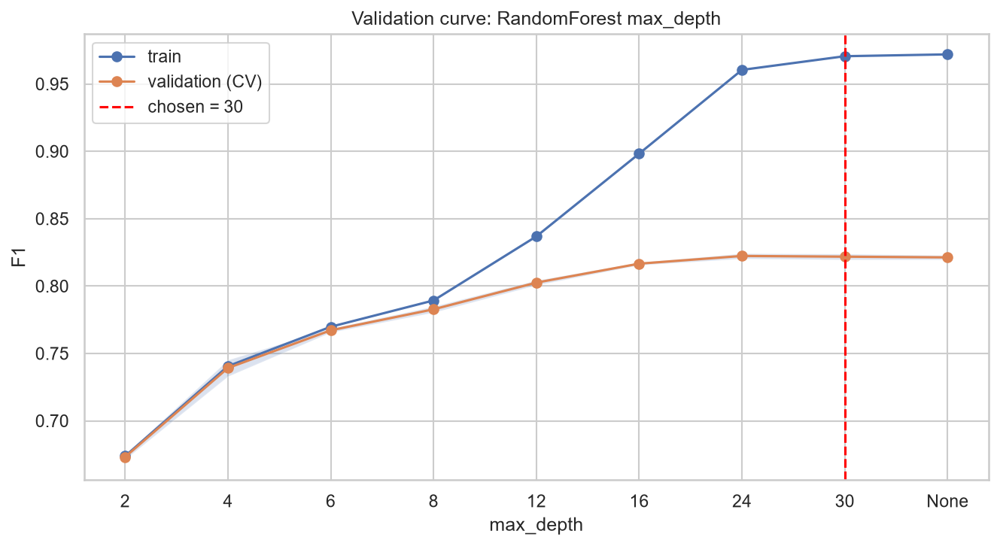 Validation curve: RandomForest max_depth
train
validation (CV)
chosen = 30
0.95
0.90
0.85
0.80
0.75
0.70
F1
2 4 6 8 12 16 24 30 None
max_depth